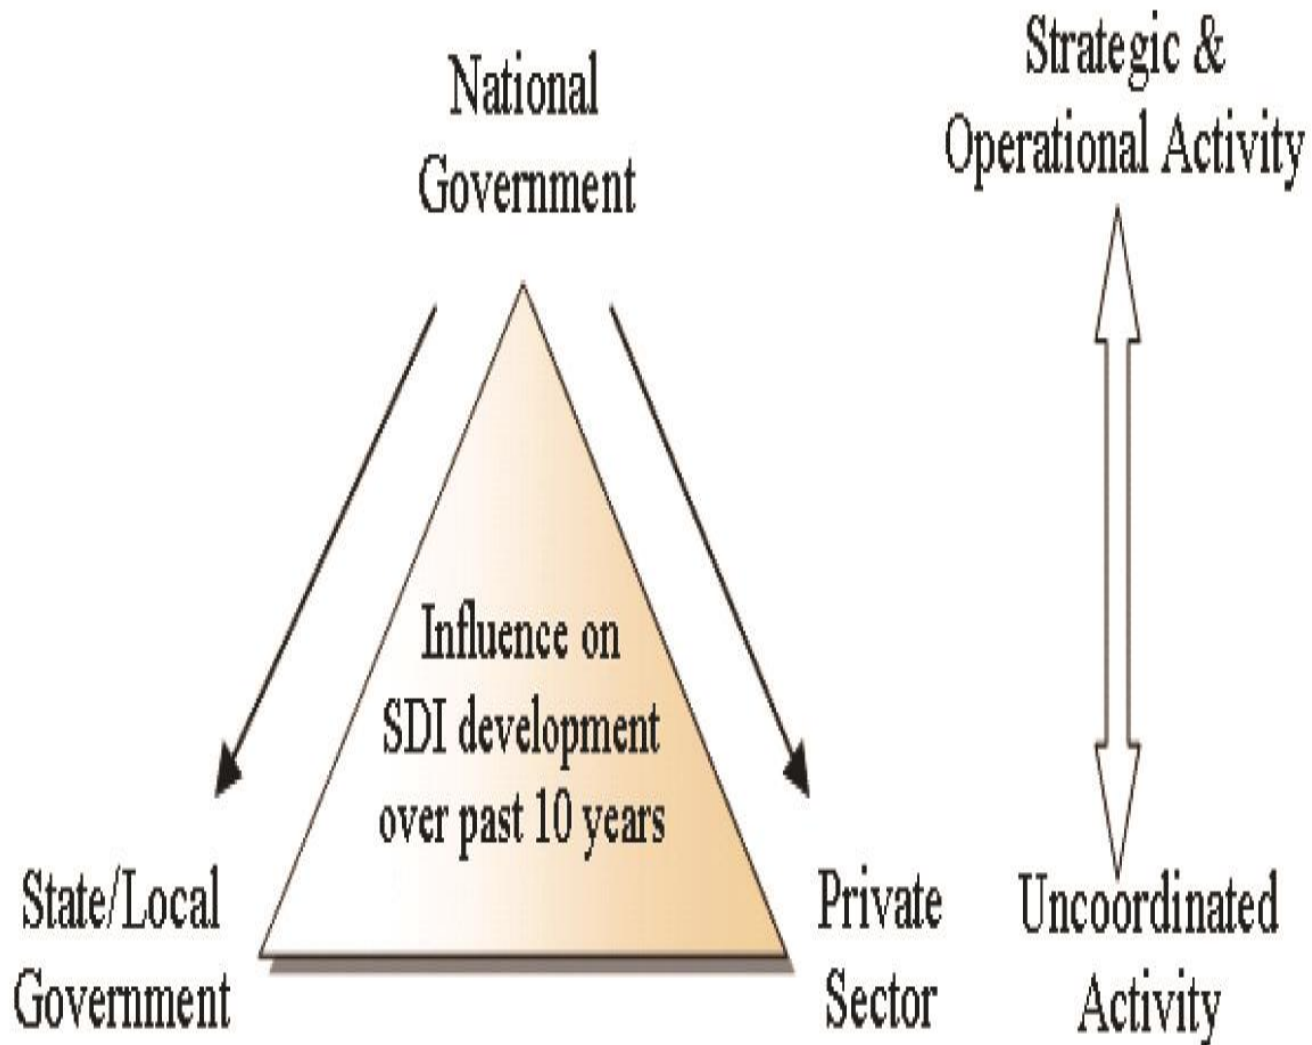 National
Government
Strategic &
Operational Activity
Influence on
SDI development
over past 10 years
State/Local
Government
Private
Sector
Uncoordinated
Activity